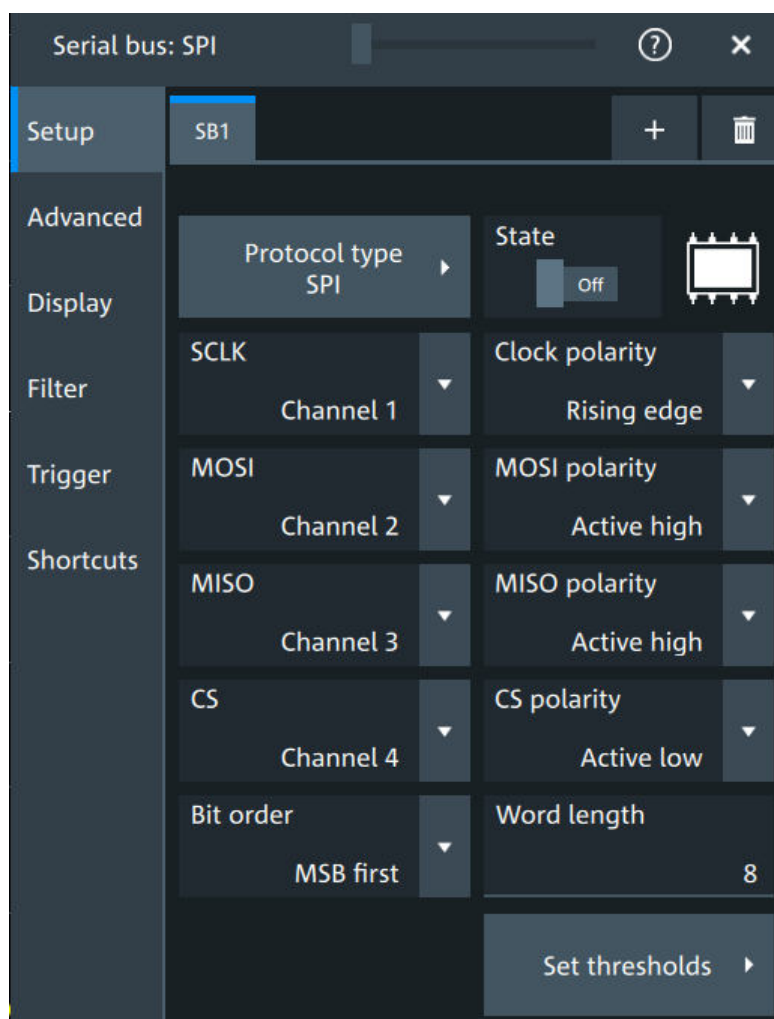 Serial bus: SPI
?
Setup
SB1
+
Advanced
Protocol type
SPI
State
Off
Display
SCLK
Channel 1
Clock polarity
Rising edge
Filter
MOSI
Channel 2
MOSI polarity
Active high
Trigger
Shortcuts
MISO
Channel 3
MISO polarity
Active high
CS
Channel 4
CS polarity
Active low
Bit order
MSB first
Word length
8
Set thresholds